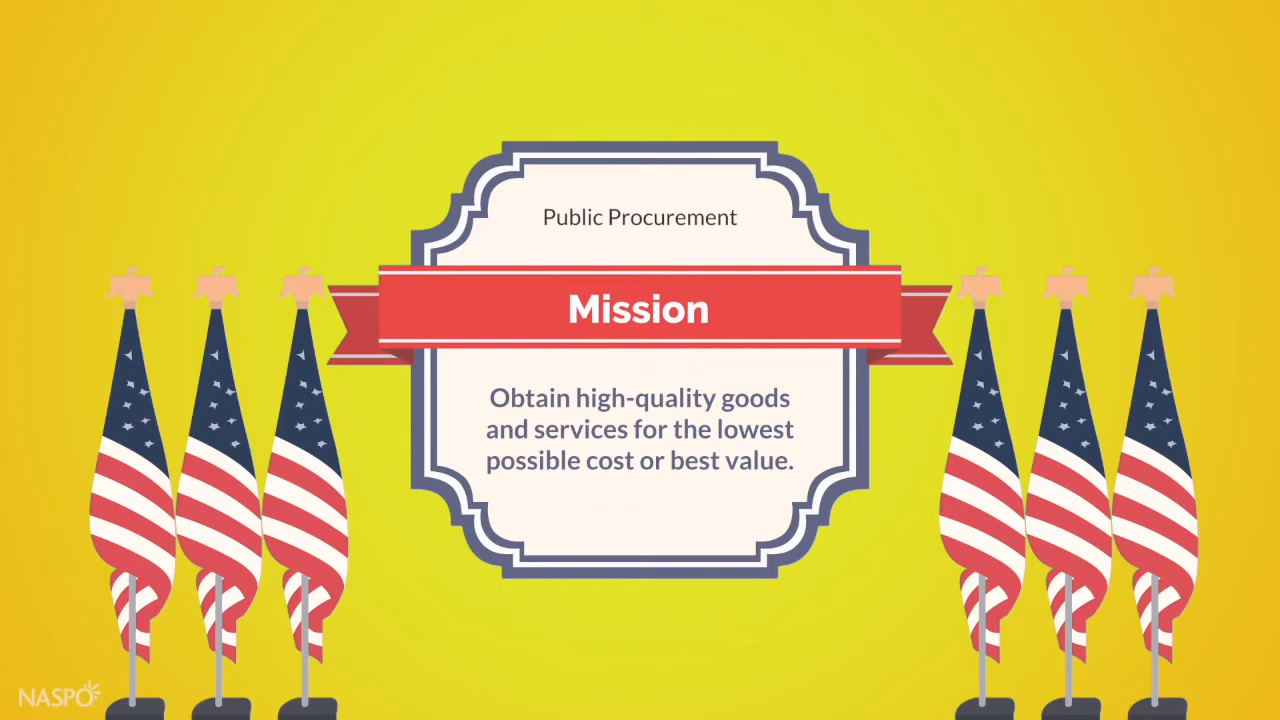 Public Procurement
Mission
Obtain high-quality goods
and services for the lowest
possible cost or best value.
NASPO